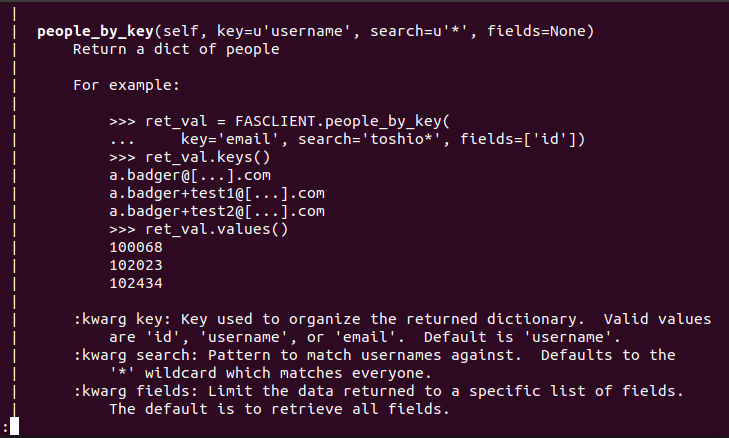 |
|  people_by_key(self, key=u'username', search=u'*', fields=None)
|      Return a dict of people
|
|      For example:
|
|          >>> ret_val = FASCLIENT.people_by_key(
|          ...     key='email', search='toshio*', fields=['id'])
|          >>> ret_val.keys()
|          a.badger@[...].com
|          a.badger+test1@[...].com
|          a.badger+test2@[...].com
|          >>> ret_val.values()
|          100068
|          102023
|          102434
|
|      :kwarg key: Key used to organize the returned dictionary.  Valid values
|          are 'id', 'username', or 'email'.  Default is 'username'.
|      :kwarg search: Pattern to match usernames against.  Defaults to the
|          '*' wildcard which matches everyone.
|      :kwarg fields: Limit the data returned to a specific list of fields.
|          The default is to retrieve all fields.
: